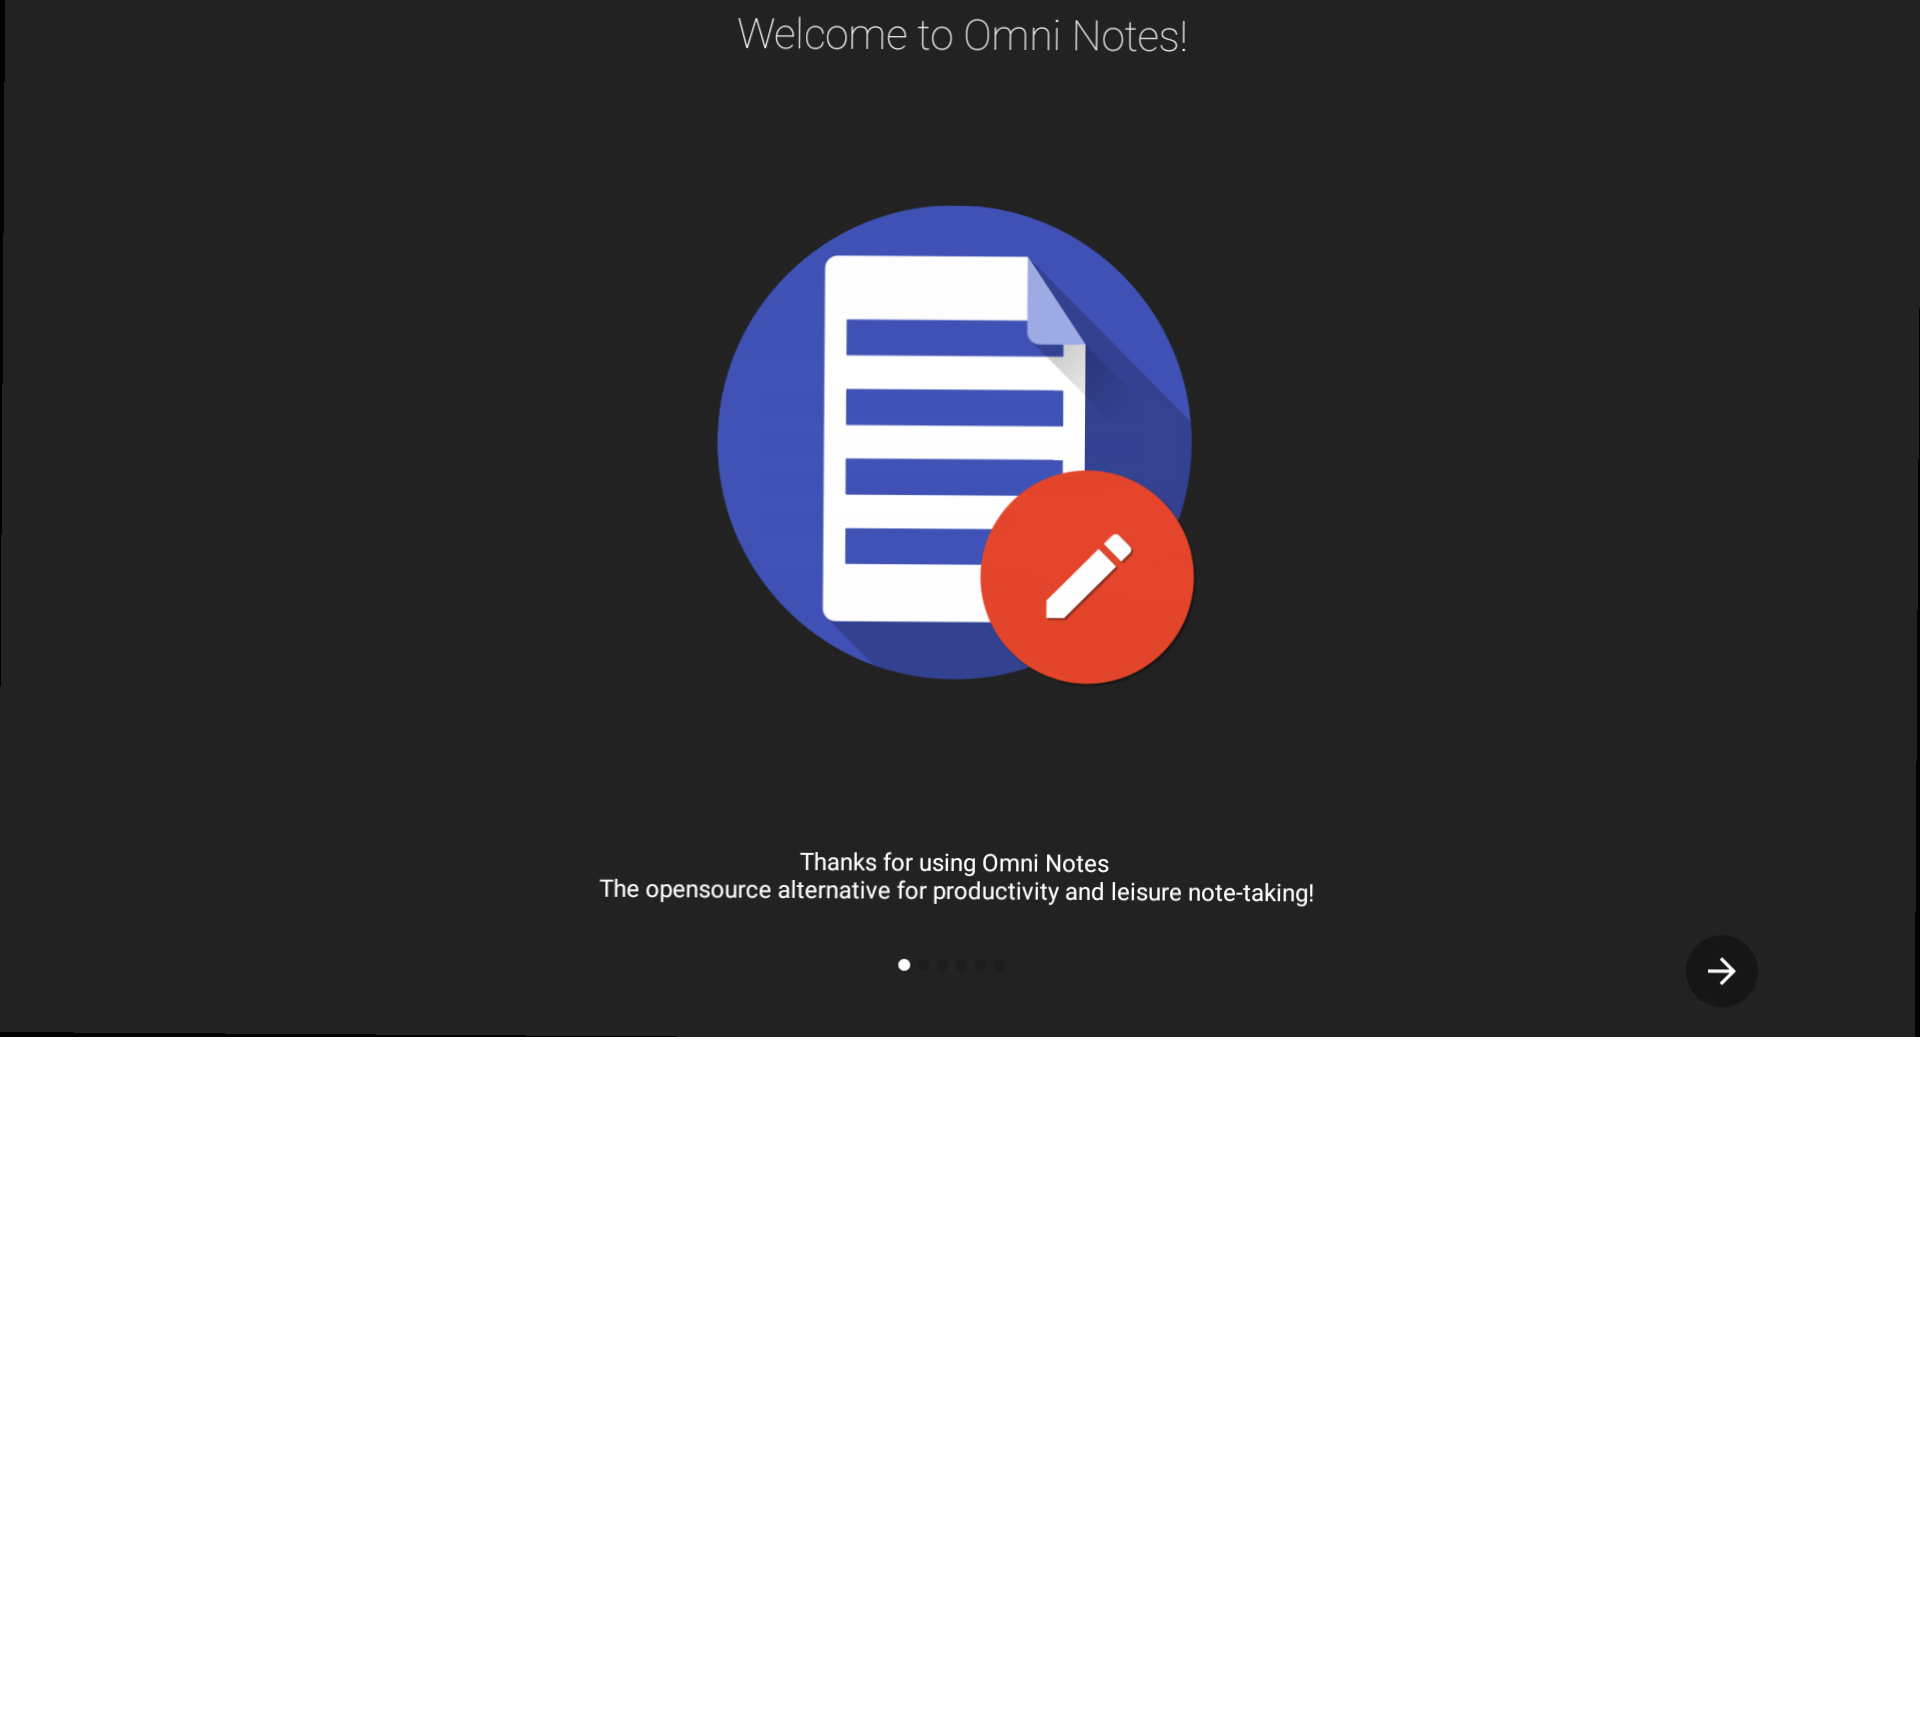 Welcome to Omni Notes!
Thanks for using Omni Notes
The opensource alternative for productivity and leisure note-taking!